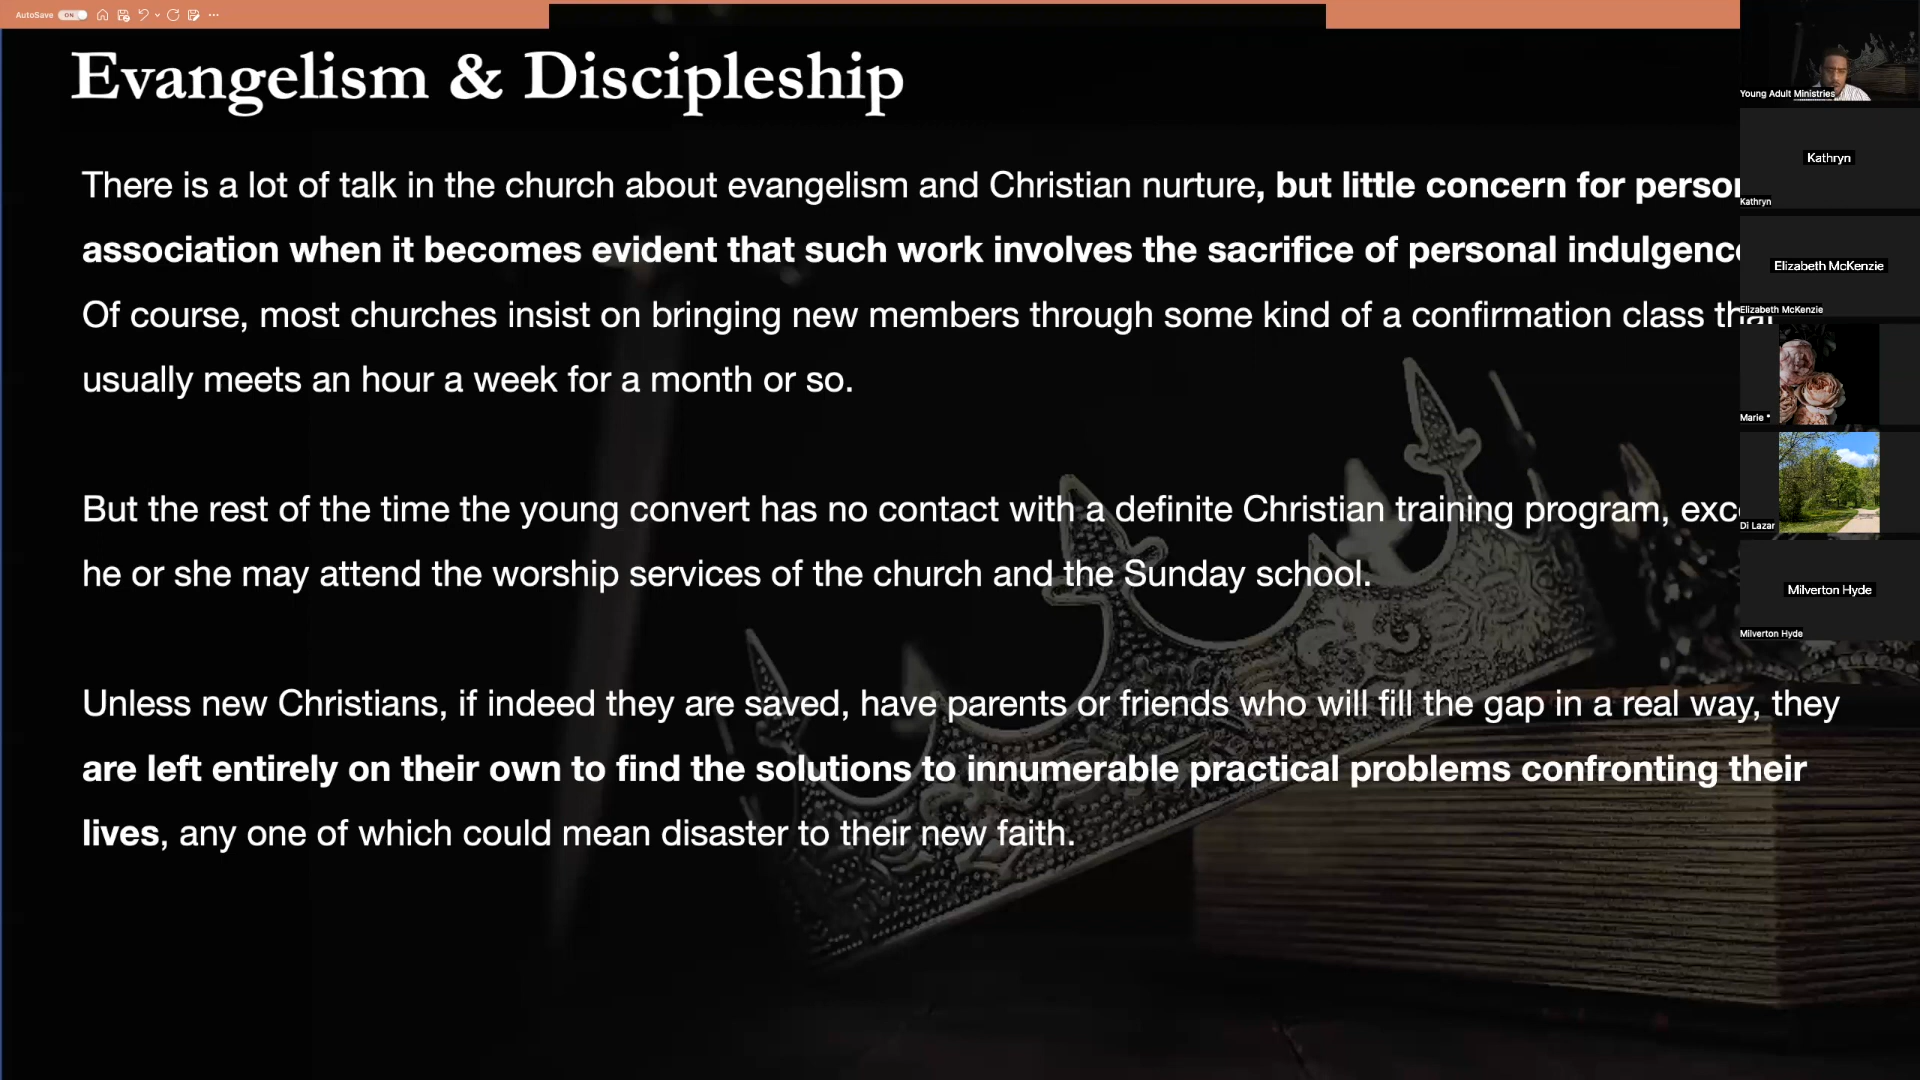 AutoSave ON
Evangelism & Discipleship
There is a lot of talk in the church about evangelism and Christian nurture, but little concern for
association when it becomes evident that such work involves the sacrifice of personal
Of course, most churches insist on bringing new members through some kind of a confirmation class that
usually meets an hour a week for a month or so.
But the rest of the time the young convert has no contact with a definite Christian training program,
he or she may attend the worship services of the church and the Sunday school.
Unless new Christians, if indeed they are saved, have parents or friends who will fill the gap in a real way, they
are left entirely on their own to find the solutions to innumerable practical problems confronting their
lives, any one of which could mean disaster to their new faith.
Young Adult Ministries
Kathryn
Kathryn
Elizabeth McKenzie
Elizabeth McKenzie
Marie *
Di Lazar
Milverton Hyde
Milverton Hyde